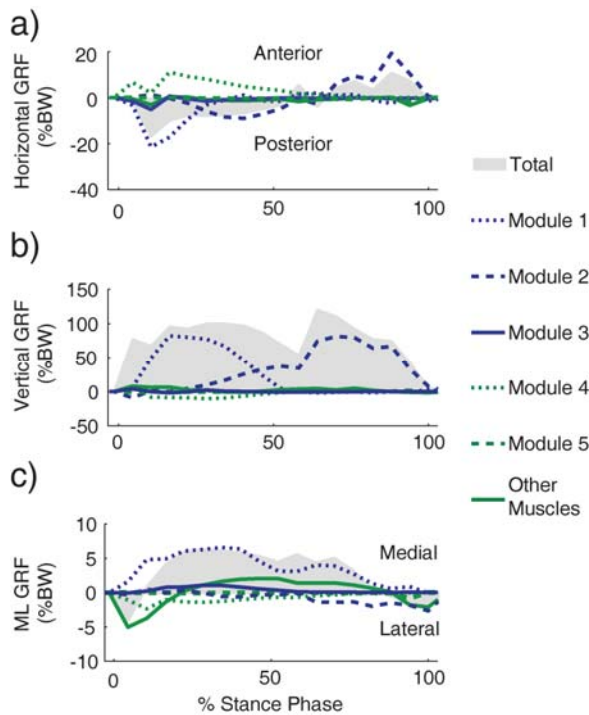 a)
20
0
-20
-40
Horizontal GRF
(%BW)
Anterior
Posterior
0
50
100
b)
150
100
50
0
-50
Vertical GRF
(%BW)
0
50
100
c)
10
5
0
-5
-10
ML GRF
(%BW)
Medial
Lateral
0
50
100
% Stance Phase
Total
Module 1
Module 2
Module 3
Module 4
Module 5
Other
Muscles